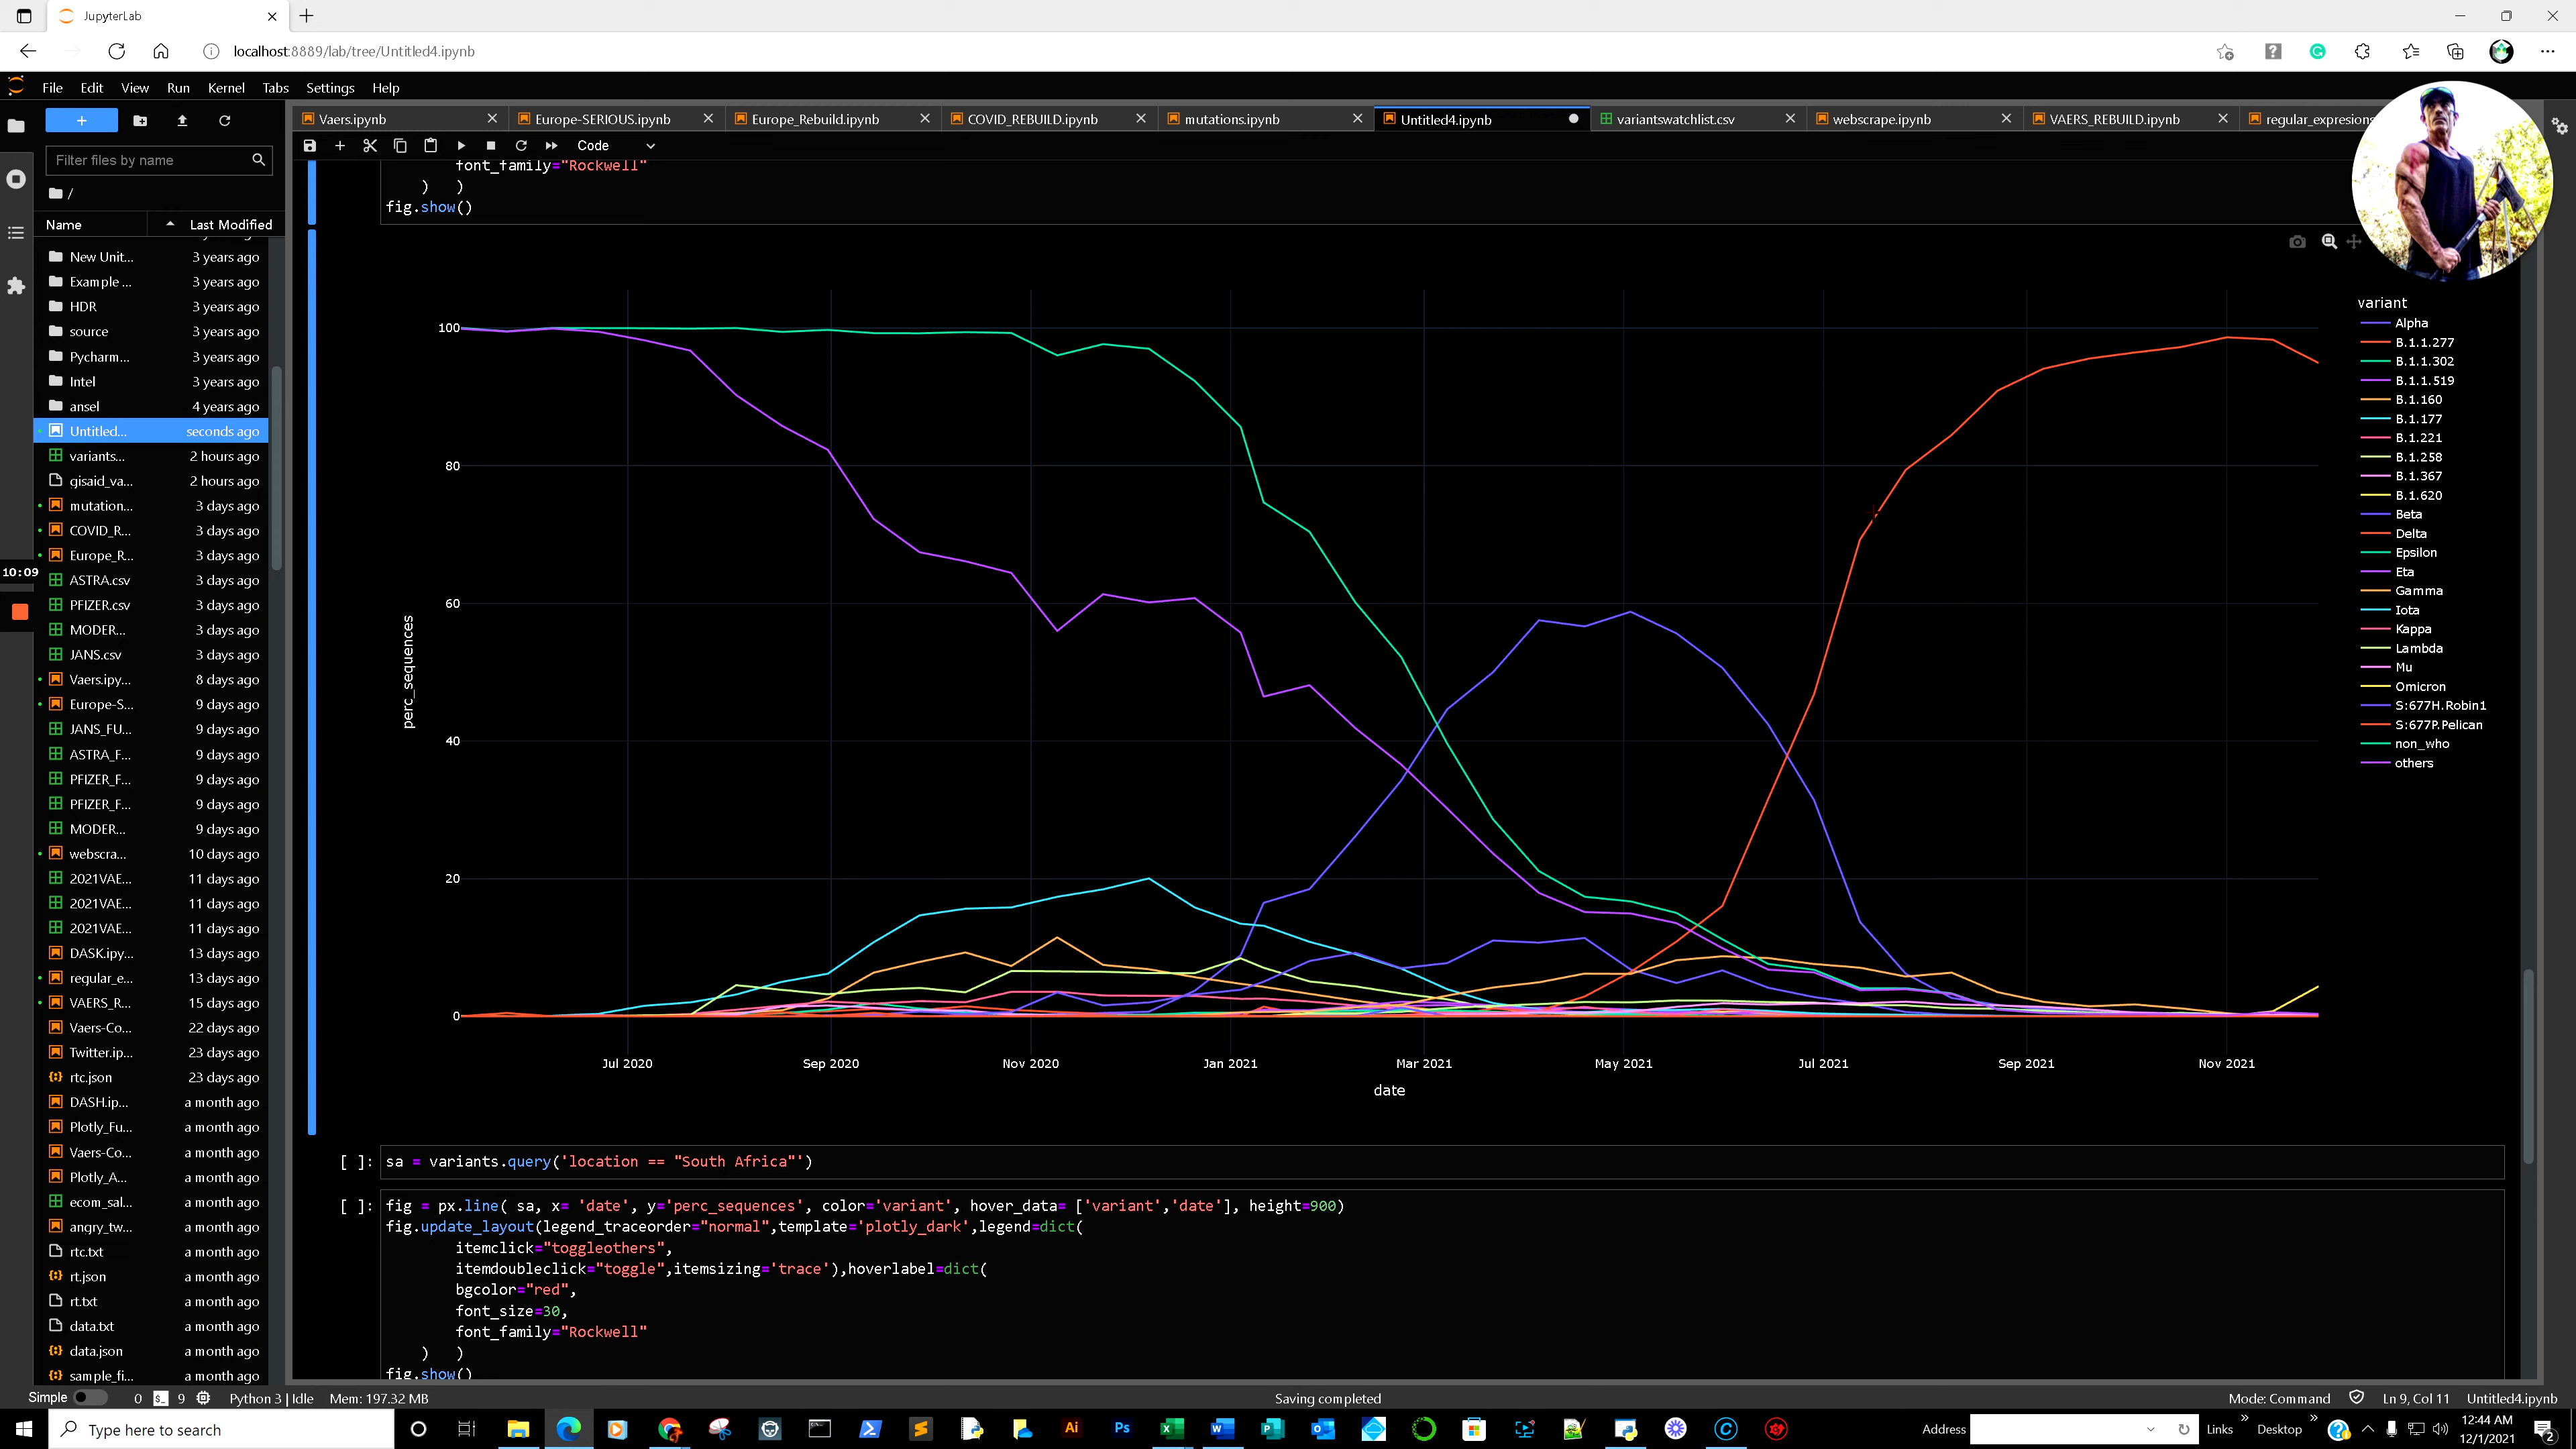 JupyterLab
localhost:8889/lab/tree/Untitled4.ipynb
File Edit View Run Kernel Tabs Settings Help
Vaers.ipynb Europe-SERIOUS.ipynb Europe_Rebuild.ipynb COVID_REBUILD.ipynb mutations.ipynb Untitled4.ipynb variantswatchlist.csv webscrape.ipynb VAERS_REBUILD.ipynb regular_expresions
Code
Filter files by name
/
Name Last Modified
New Unit... 3 years ago
Example ... 3 years ago
HDR 3 years ago
source 3 years ago
Pycharm... 3 years ago
Intel 3 years ago
ansel 4 years ago
Untitled... seconds ago
variants... 2 hours ago
gisaid_va... 2 hours ago
mutation... 3 days ago
COVID_R... 3 days ago
Europe_R... 3 days ago
ASTRA.csv 3 days ago
PFIZER.csv 3 days ago
MODER... 3 days ago
JANS.csv 3 days ago
Vaers.ipy... 8 days ago
Europe-S... 9 days ago
JANS_FU... 9 days ago
ASTRA_F... 9 days ago
PFIZER_F... 9 days ago
PFIZER_F... 9 days ago
MODER... 9 days ago
webscra... 10 days ago
2021VAE... 11 days ago
2021VAE... 11 days ago
2021VAE... 11 days ago
DASK.ipy... 13 days ago
regular_e... 13 days ago
VAERS_R... 15 days ago
Vaers-Co... 22 days ago
Twitter.ip... 23 days ago
rtc.json 23 days ago
DASH.ip... a month ago
Plotly_Fu... a month ago
Vaers-Co... a month ago
Plotly_A... a month ago
ecom_sal... a month ago
angry_tw... a month ago
rtc.txt a month ago
rt.json a month ago
rt.txt a month ago
data.txt a month ago
data.json a month ago
sample_fi... a month ago
10:09
font_family="Rockwell"
) )
fig.show()
variant
Alpha
B.1.1.277
B.1.1.302
B.1.1.519
B.1.160
B.1.177
B.1.221
B.1.258
B.1.367
B.1.620
Beta
Delta
Epsilon
Eta
Gamma
Iota
Kappa
Lambda
Mu
Omicron
S:677H.Robin1
S:677P.Pelican
non_who
others
100
80
60
40
20
0
perc_sequences
Jul 2020 Sep 2020 Nov 2020 Jan 2021 Mar 2021 May 2021 Jul 2021 Sep 2021 Nov 2021
date
[ ]: sa = variants.query('location == "South Africa"')
[ ]: fig = px.line( sa, x= 'date', y='perc_sequences', color='variant', hover_data= ['variant','date'], height=900)
fig.update_layout(legend_traceorder="normal",template='plotly_dark',legend=dict(
itemclick="toggleothers",
itemdoubleclick="toggle",itemsizing='trace'),hoverlabel=dict(
bgcolor="red",
font_size=30,
font_family="Rockwell"
) )
fig.show()
Simple 0 9 Python 3 | Idle Mem: 197.32 MB Saving completed Mode: Command Ln 9, Col 11 Untitled4.ipynb
Type here to search Address Links Desktop 12:44 AM
12/1/2021